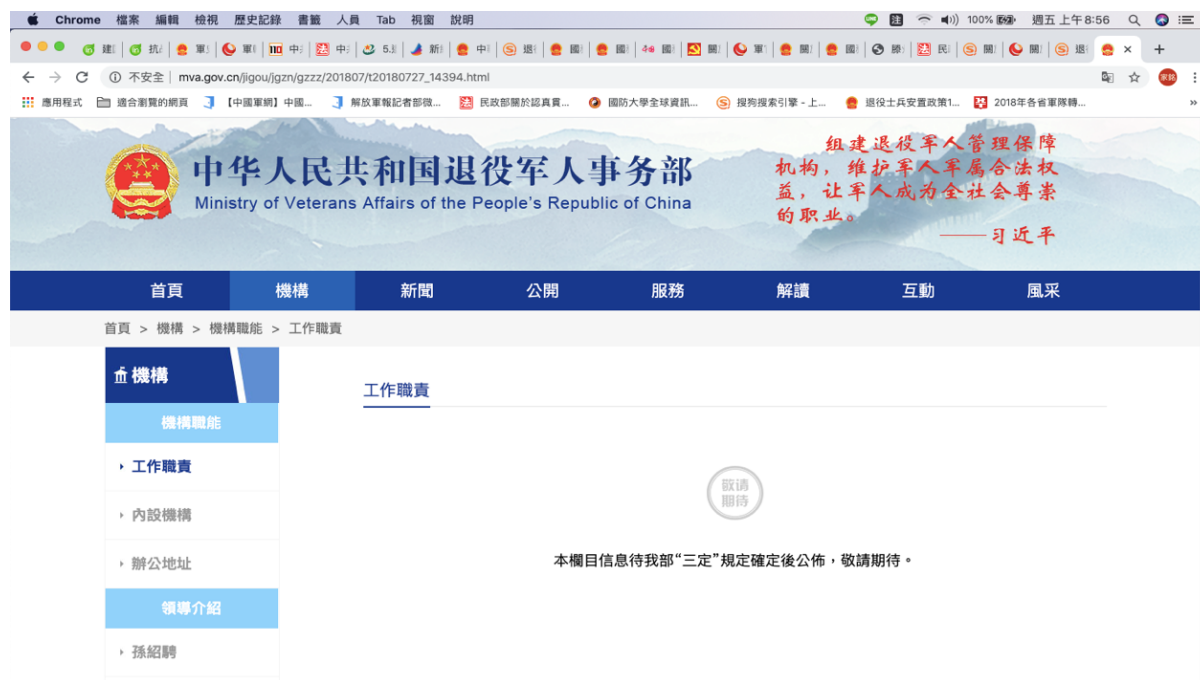 Chrome 檔案 編輯 檢視 歷史記錄 書籤 人員 Tab 視窗 說明 100% 週五 上午8:56
mva.gov.cn/jigou/jgzn/gzzz/201807/t20180727_14394.html
不安全
應用程式 適合瀏覽的網頁 【中國軍網】中國... 解放軍報記者部微... 民政部關於認真貫... 國防大學全球資訊... 搜狗搜索引擎 - 上... 退役士兵安置政策1... 2018年各省軍隊轉...
中华人民共和国退役军人事务部
Ministry of Veterans Affairs of the People's Republic of China
组建退役军人管理保障
机构，维护军人军属合法权
益，让军人成为全社会尊崇
的职业。
——习近平
首頁 機構 新聞 公開 服務 解讀 互動 風采
首頁 > 機構 > 機構職能 > 工作職責
機構
機構職能
工作職責
內設機構
辦公地址
領導介紹
孫紹騁
工作職責
敬请
期待
本欄目信息待我部“三定”規定確定後公佈，敬請期待。